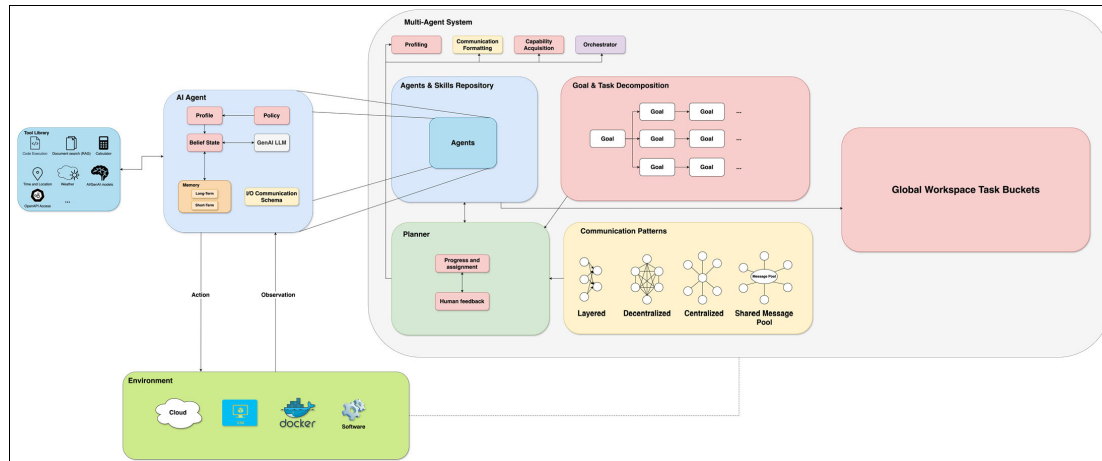 Multi-Agent System
Profiling
Communication
Formatting
Capability
Acquisition
Orchestrator
Agents & Skills Repository
Agents
Goal & Task Decomposition
Goal
Goal
Goal
...
Goal
Goal
Goal
...
Goal
Goal
...
Global Workspace Task Buckets
AI Agent
Profile
Policy
Belief State
GenAI LLM
Memory
Long-Term
Short-Term
I/O Communication
Schema
Tool Library
Code Execution
Document search (RAG)
Calculator
Time and Location
Weather
AI/GenAI models
OpenAPI Access
...
Planner
Progress and
assignment
Human feedback
Communication Patterns
Message Pool
Layered
Decentralized
Centralized
Shared Message
Pool
Action
Observation
Environment
Cloud
docker
Software